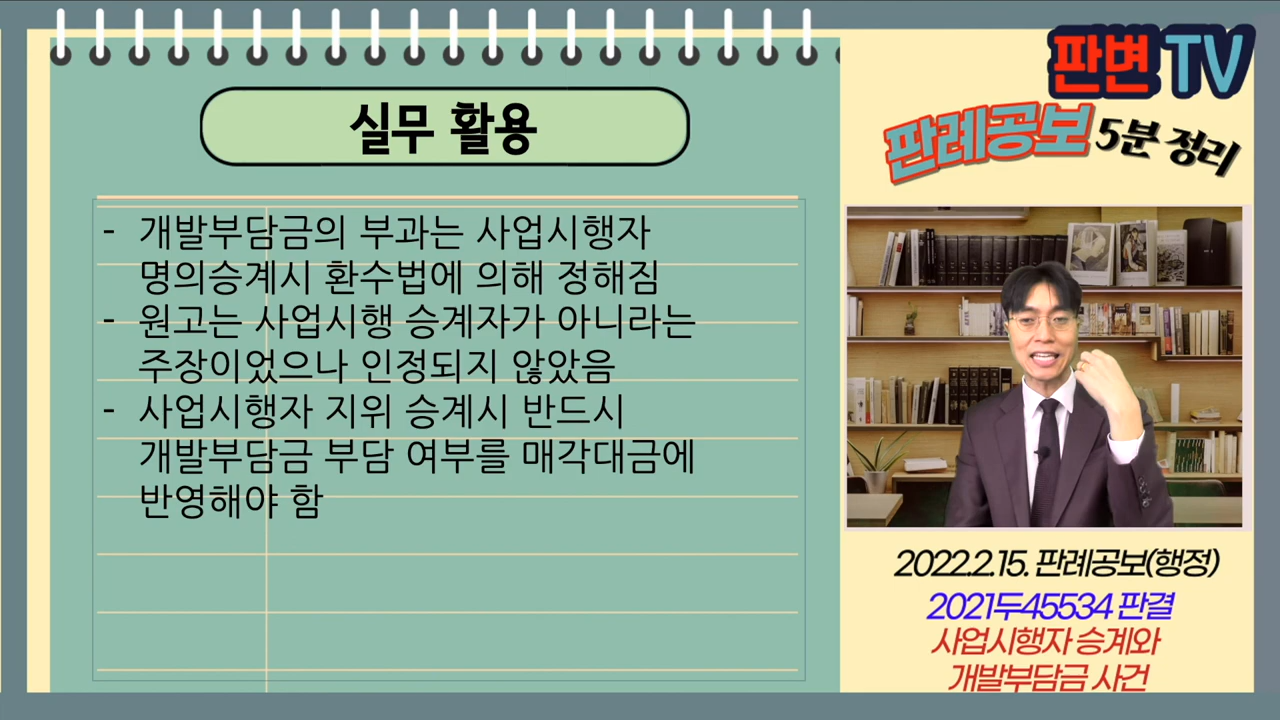 실무 활용
- 개발부담금의 부과는 사업시행자
명의승계시 환수법에 의해 정해짐
- 원고는 사업시행 승계자가 아니라는
주장이었으나 인정되지 않았음
- 사업시행자 지위 승계시 반드시
개발부담금 부담 여부를 매각대금에
반영해야 함
판변 TV
판례공보 5분 정리
2022.2.15. 판례공보(행정)
2021두45534 판결
사업시행자 승계와
개발부담금 사건